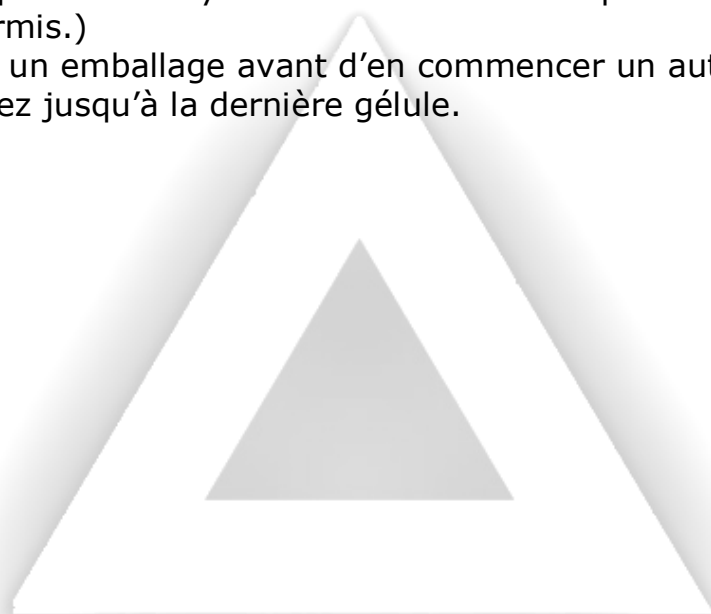 rmis.)
un emballage avant d’en commencer un aut
ez jusqu’à la dernière gélule.